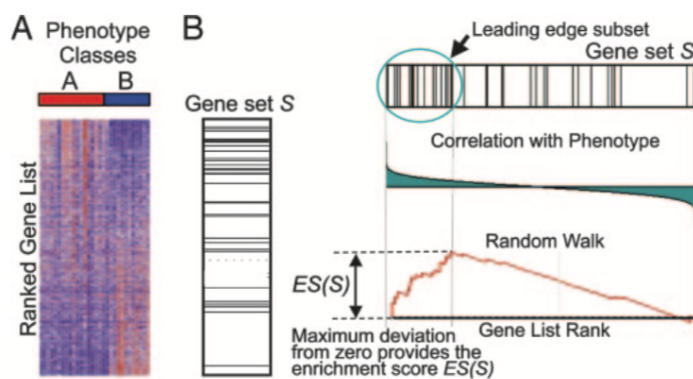 A
Phenotype
Classes
A B
Ranked Gene List
B
Gene set S
Leading edge subset
Gene set S
Correlation with Phenotype
Random Walk
ES(S)
Gene List Rank
Maximum deviation
from zero provides the
enrichment score ES(S)